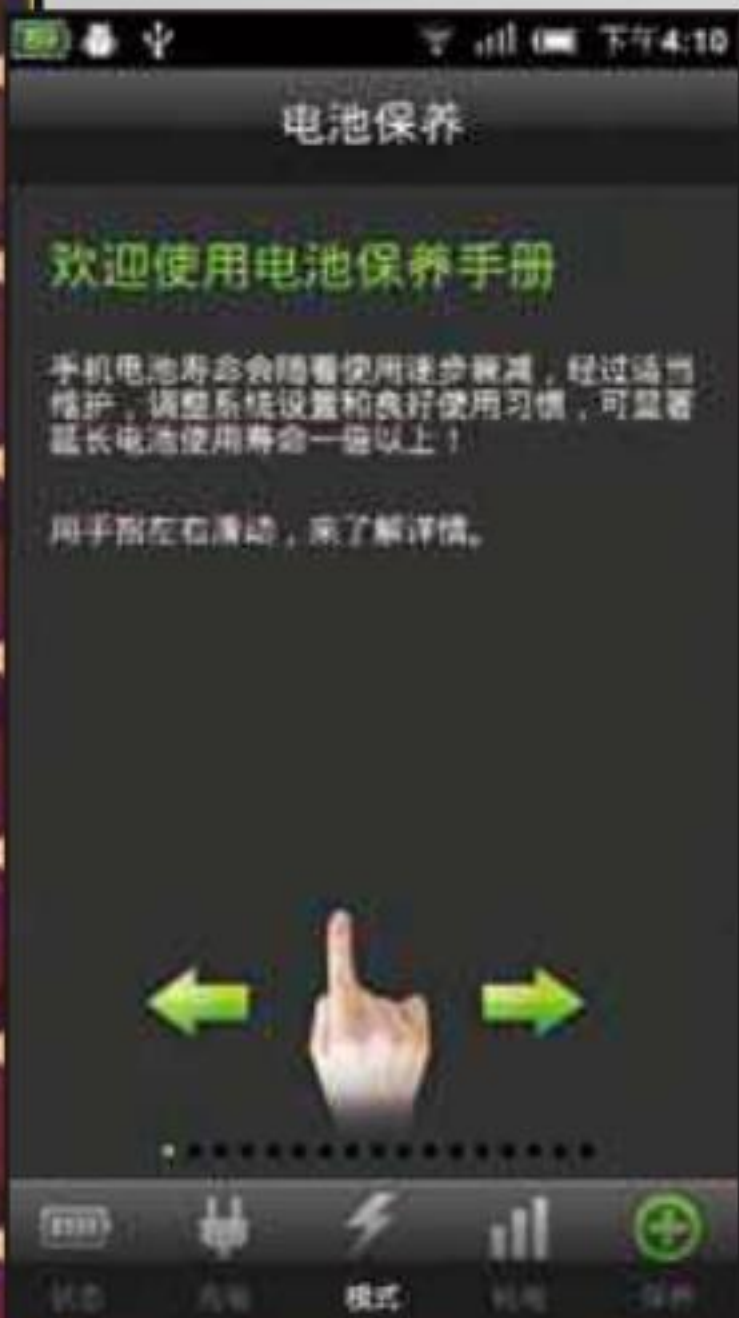 下午4:10
电池保养
欢迎使用电池保养手册
手机电池寿命会随着使用逐步衰减，经过适当
维护，调整系统设置和良好使用习惯，可显著
延长电池使用寿命一倍以上！
用手指左右滑动，来了解详情。
模式